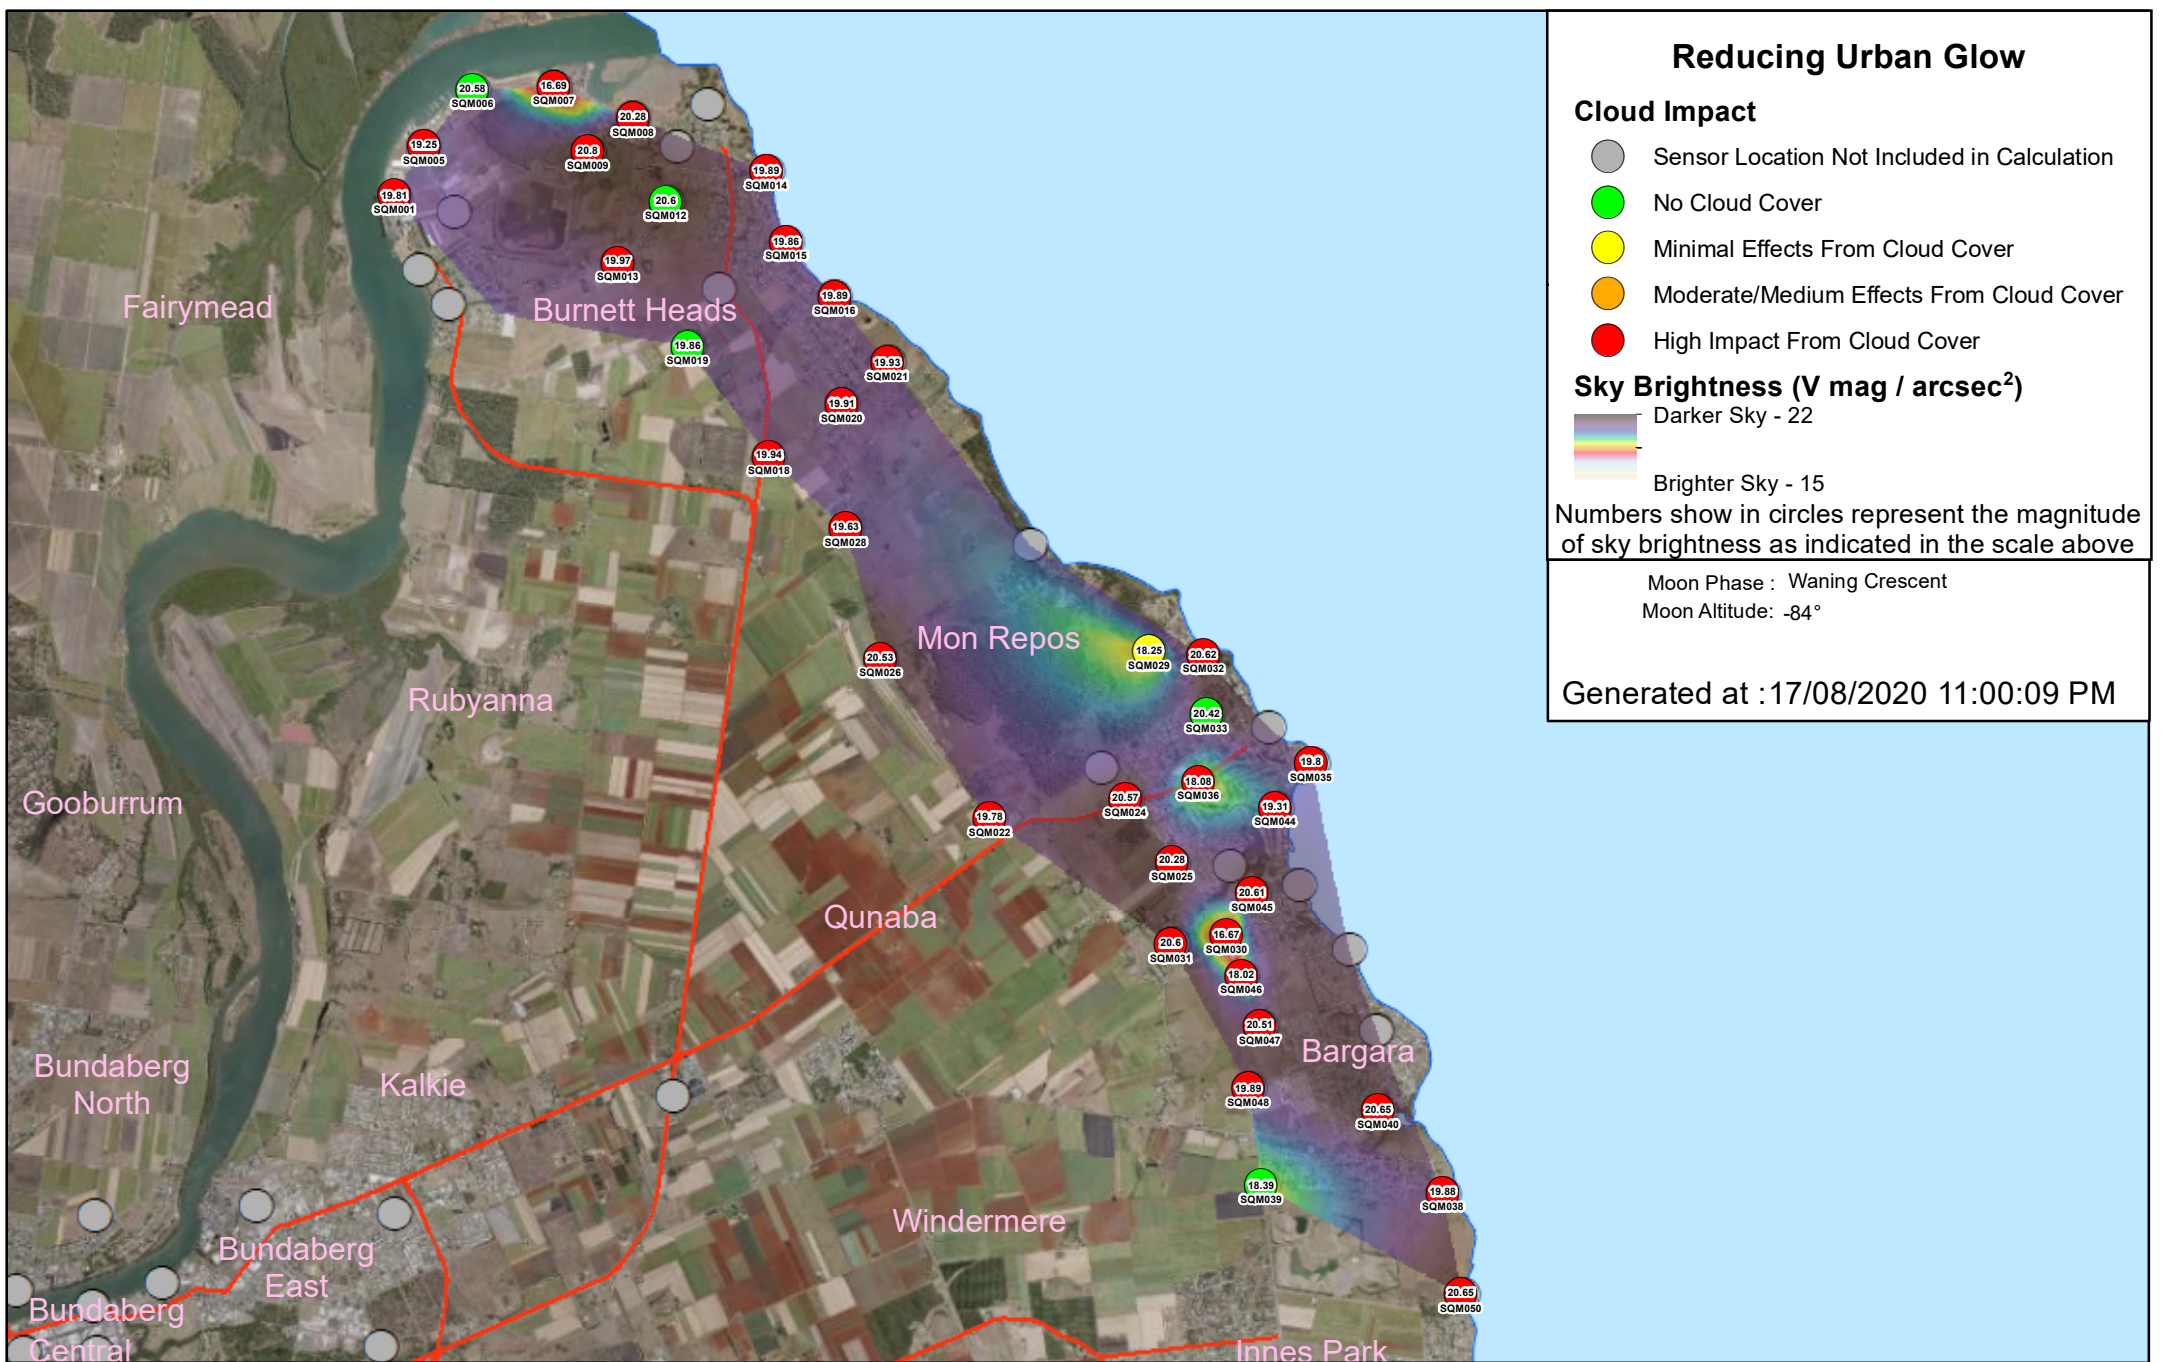 Reducing Urban Glow
Cloud Impact
Sensor Location Not Included in Calculation
No Cloud Cover
Minimal Effects From Cloud Cover
Moderate/Medium Effects From Cloud Cover
High Impact From Cloud Cover
Sky Brightness (V mag / arcsec²)
Darker Sky - 22
Brighter Sky - 15
Numbers show in circles represent the magnitude
of sky brightness as indicated in the scale above
Moon Phase : Waning Crescent
Moon Altitude: -84°
Generated at :17/08/2020 11:00:09 PM
20.58
SQM006
16.69
SQM007
20.28
SQM008
19.25
SQM005
20.8
SQM009
19.89
SQM014
19.81
SQM001
20.6
SQM012
19.86
SQM015
19.97
SQM013
19.89
SQM016
Fairymead
Burnett Heads
19.86
SQM019
19.93
SQM021
19.91
SQM020
19.94
SQM018
19.63
SQM028
Mon Repos
18.25
SQM029
20.62
SQM032
20.53
SQM026
Rubyanna
20.42
SQM033
19.8
SQM035
18.08
SQM036
20.57
SQM024
19.31
SQM044
Gooburrum
19.78
SQM022
20.28
SQM025
20.61
SQM045
Qunaba
16.67
SQM030
20.6
SQM031
18.02
SQM046
20.51
SQM047
Bargara
Bundaberg
North
Kalkie
19.89
SQM048
20.65
SQM040
18.39
SQM039
19.88
SQM038
Windermere
Bundaberg
East
20.65
SQM050
Bundaberg
Central
Innes Park